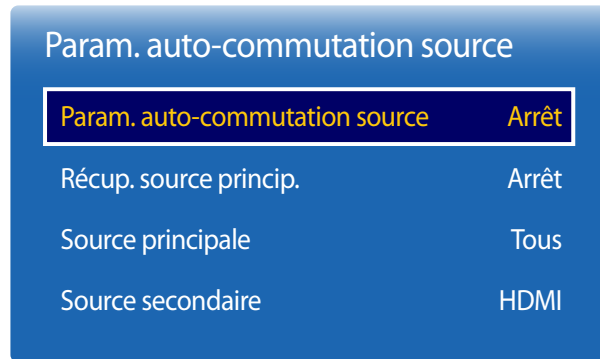 Param. auto-commutation source
Param. auto-commutation source Arrêt
Récup. source princip. Arrêt
Source principale Tous
Source secondaire HDMI